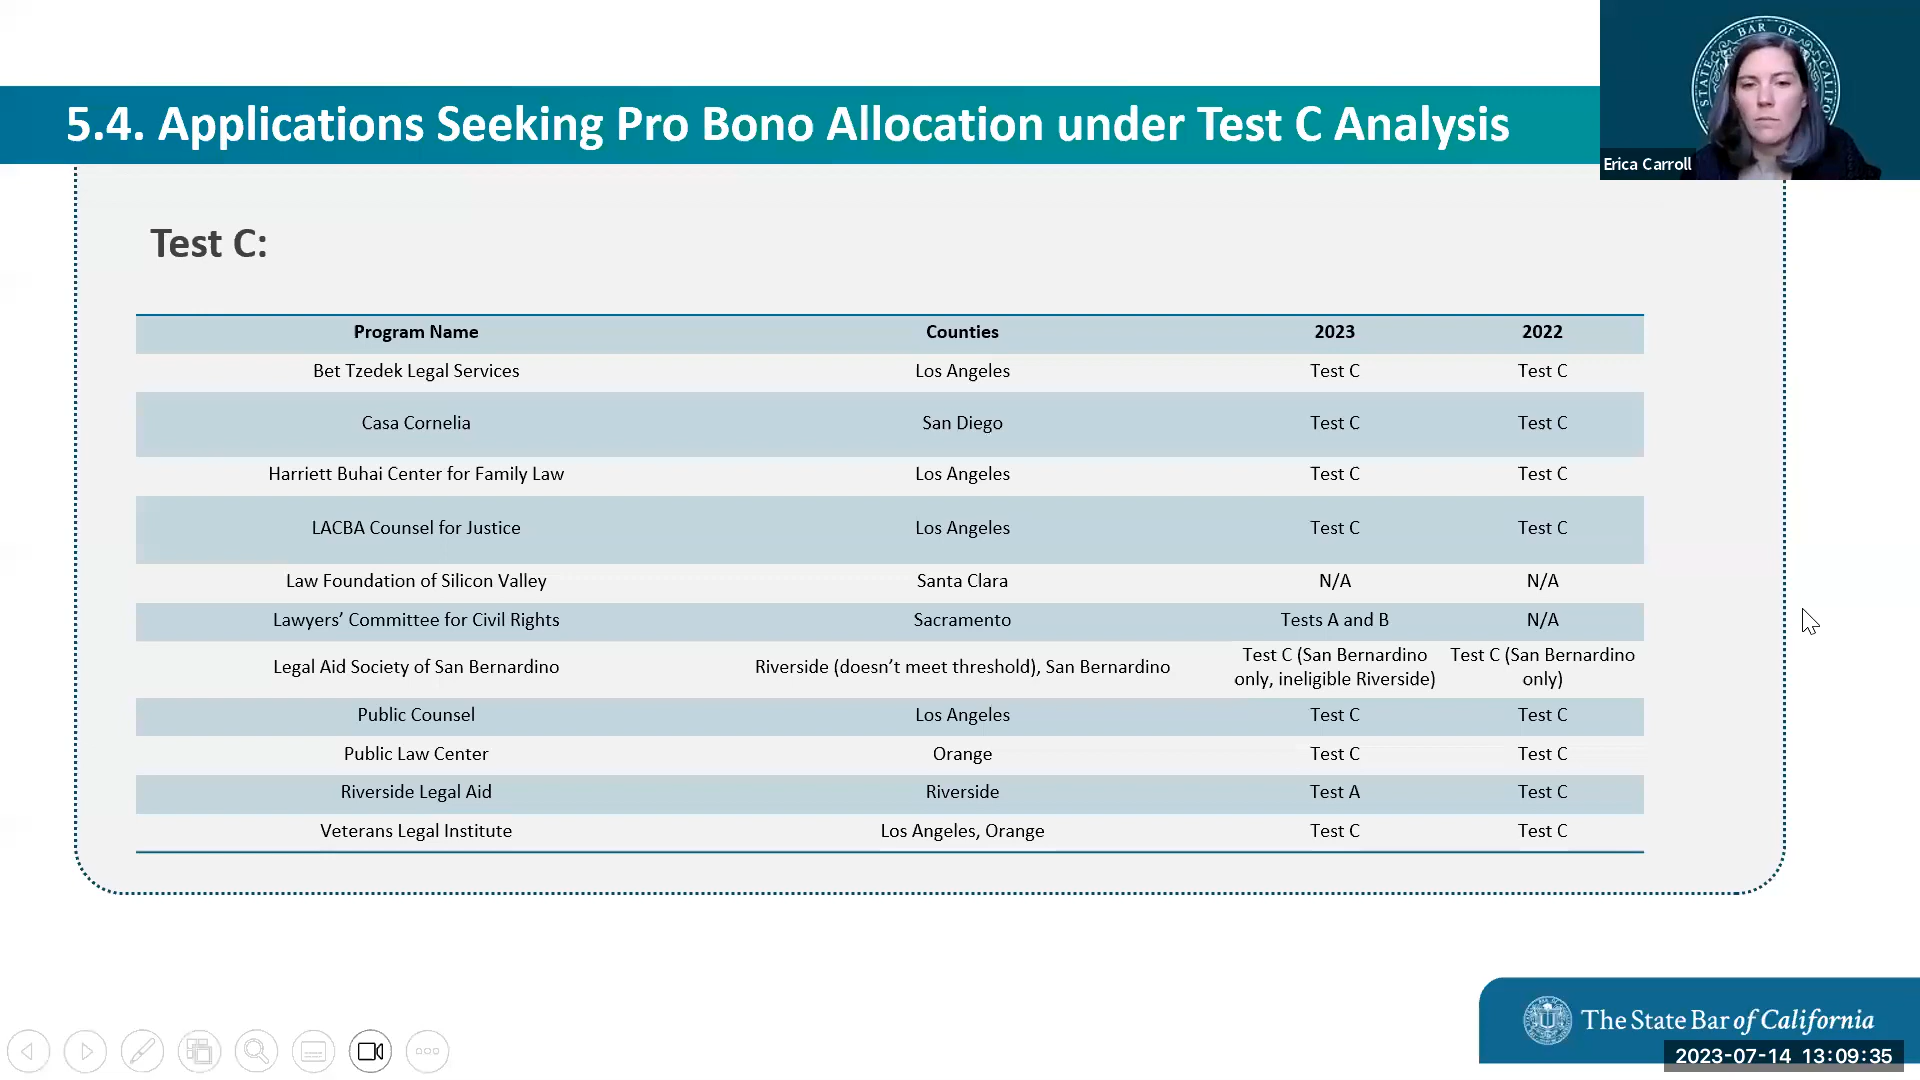 5.4. Applications Seeking Pro Bono Allocation under Test C Analysis
STATE BAR OF CALIFO
Erica Carroll
Test C:
Program Name Counties 2023 2022
Bet Tzedek Legal Services Los Angeles Test C Test C
Casa Cornelia San Diego Test C Test C
Harriett Buhai Center for Family Law Los Angeles Test C Test C
LACBA Counsel for Justice Los Angeles Test C Test C
Law Foundation of Silicon Valley Santa Clara N/A N/A
Lawyers’ Committee for Civil Rights Sacramento Tests A and B N/A
Legal Aid Society of San Bernardino Riverside (doesn’t meet threshold), San Bernardino Test C (San Bernardino only, ineligible Riverside) Test C (San Bernardino only)
Public Counsel Los Angeles Test C Test C
Public Law Center Orange Test C Test C
Riverside Legal Aid Riverside Test A Test C
Veterans Legal Institute Los Angeles, Orange Test C Test C
The State Bar of California
2023-07-14 13:09:35